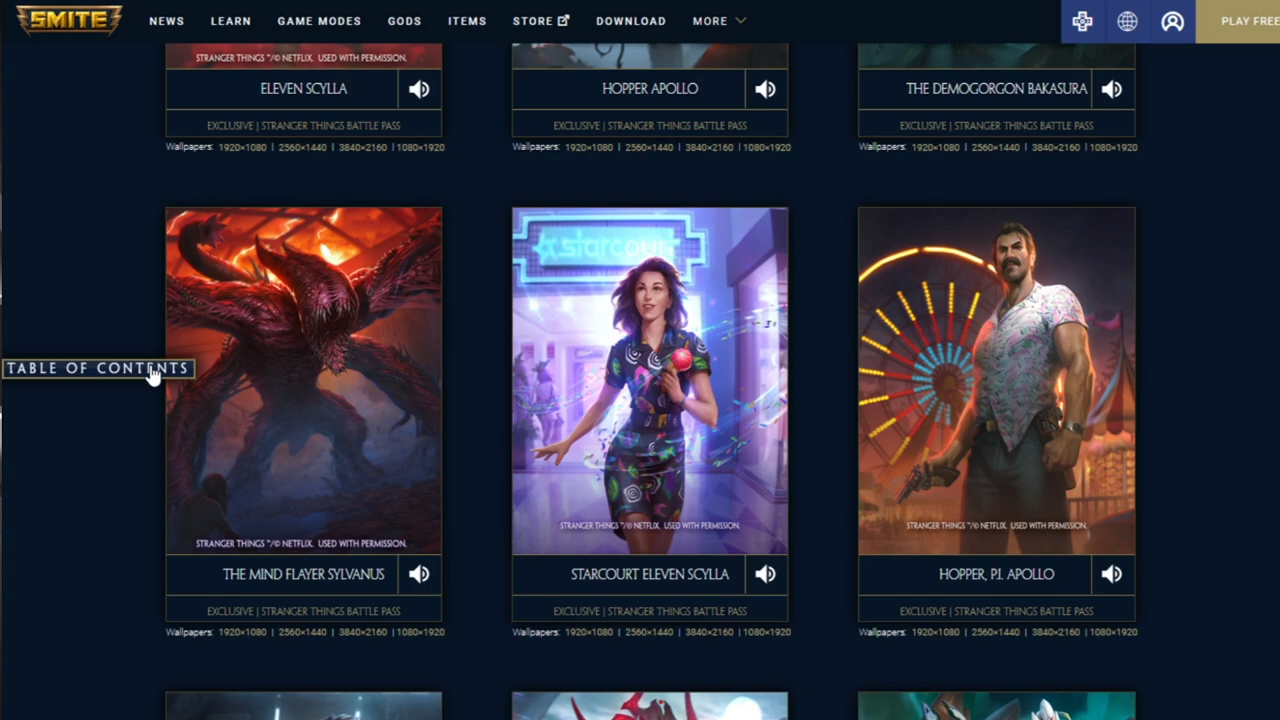 SMITE NEWS LEARN GAME MODES GODS ITEMS STORE DOWNLOAD MORE PLAY FREE
STRANGER THINGS ™/© NETFLIX. USED WITH PERMISSION.
ELEVEN SCYLLA HOPPER APOLLO THE DEMOGORGON BAKASURA
EXCLUSIVE | STRANGER THINGS BATTLE PASS EXCLUSIVE | STRANGER THINGS BATTLE PASS EXCLUSIVE | STRANGER THINGS BATTLE PASS
Wallpapers: 1920×1080 | 2560×1440 | 3840×2160 | 1080×1920 Wallpapers: 1920×1080 | 2560×1440 | 3840×2160 | 1080×1920 Wallpapers: 1920×1080 | 2560×1440 | 3840×2160 | 1080×1920
starcourt
TABLE OF CONTENTS
STRANGER THINGS ™/© NETFLIX. USED WITH PERMISSION. STRANGER THINGS ™/© NETFLIX. USED WITH PERMISSION.
STRANGER THINGS ™/© NETFLIX. USED WITH PERMISSION.
THE MIND FLAYER SYLVANUS STARCOURT ELEVEN SCYLLA HOPPER, P.I. APOLLO
EXCLUSIVE | STRANGER THINGS BATTLE PASS EXCLUSIVE | STRANGER THINGS BATTLE PASS EXCLUSIVE | STRANGER THINGS BATTLE PASS
Wallpapers: 1920×1080 | 2560×1440 | 3840×2160 | 1080×1920 Wallpapers: 1920×1080 | 2560×1440 | 3840×2160 | 1080×1920 Wallpapers: 1920×1080 | 2560×1440 | 3840×2160 | 1080×1920